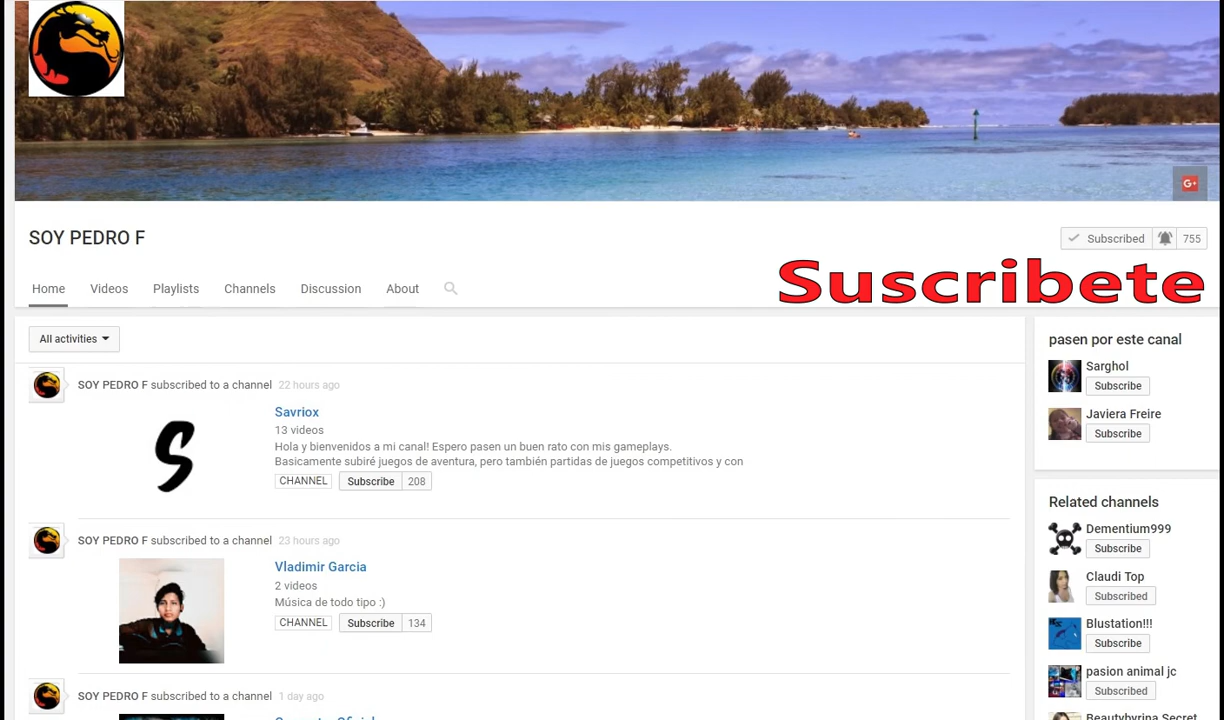 G+
SOY PEDRO F
Subscribed 755
Home Videos Playlists Channels Discussion About
Suscribete
All activities
SOY PEDRO F subscribed to a channel 22 hours ago
Savriox
13 videos
Hola y bienvenidos a mi canal! Espero pasen un buen rato con mis gameplays.
Basicamente subiré juegos de aventura, pero también partidas de juegos competitivos y con
CHANNEL Subscribe 208
S
SOY PEDRO F subscribed to a channel 23 hours ago
Vladimir Garcia
2 videos
Música de todo tipo :)
CHANNEL Subscribe 134
SOY PEDRO F subscribed to a channel 1 day ago
pasen por este canal
Sarghol
Subscribe
Javiera Freire
Subscribe
Related channels
Dementium999
Subscribe
Claudi Top
Subscribed
Blustation!!!
Subscribe
pasion animal jc
Subscribed